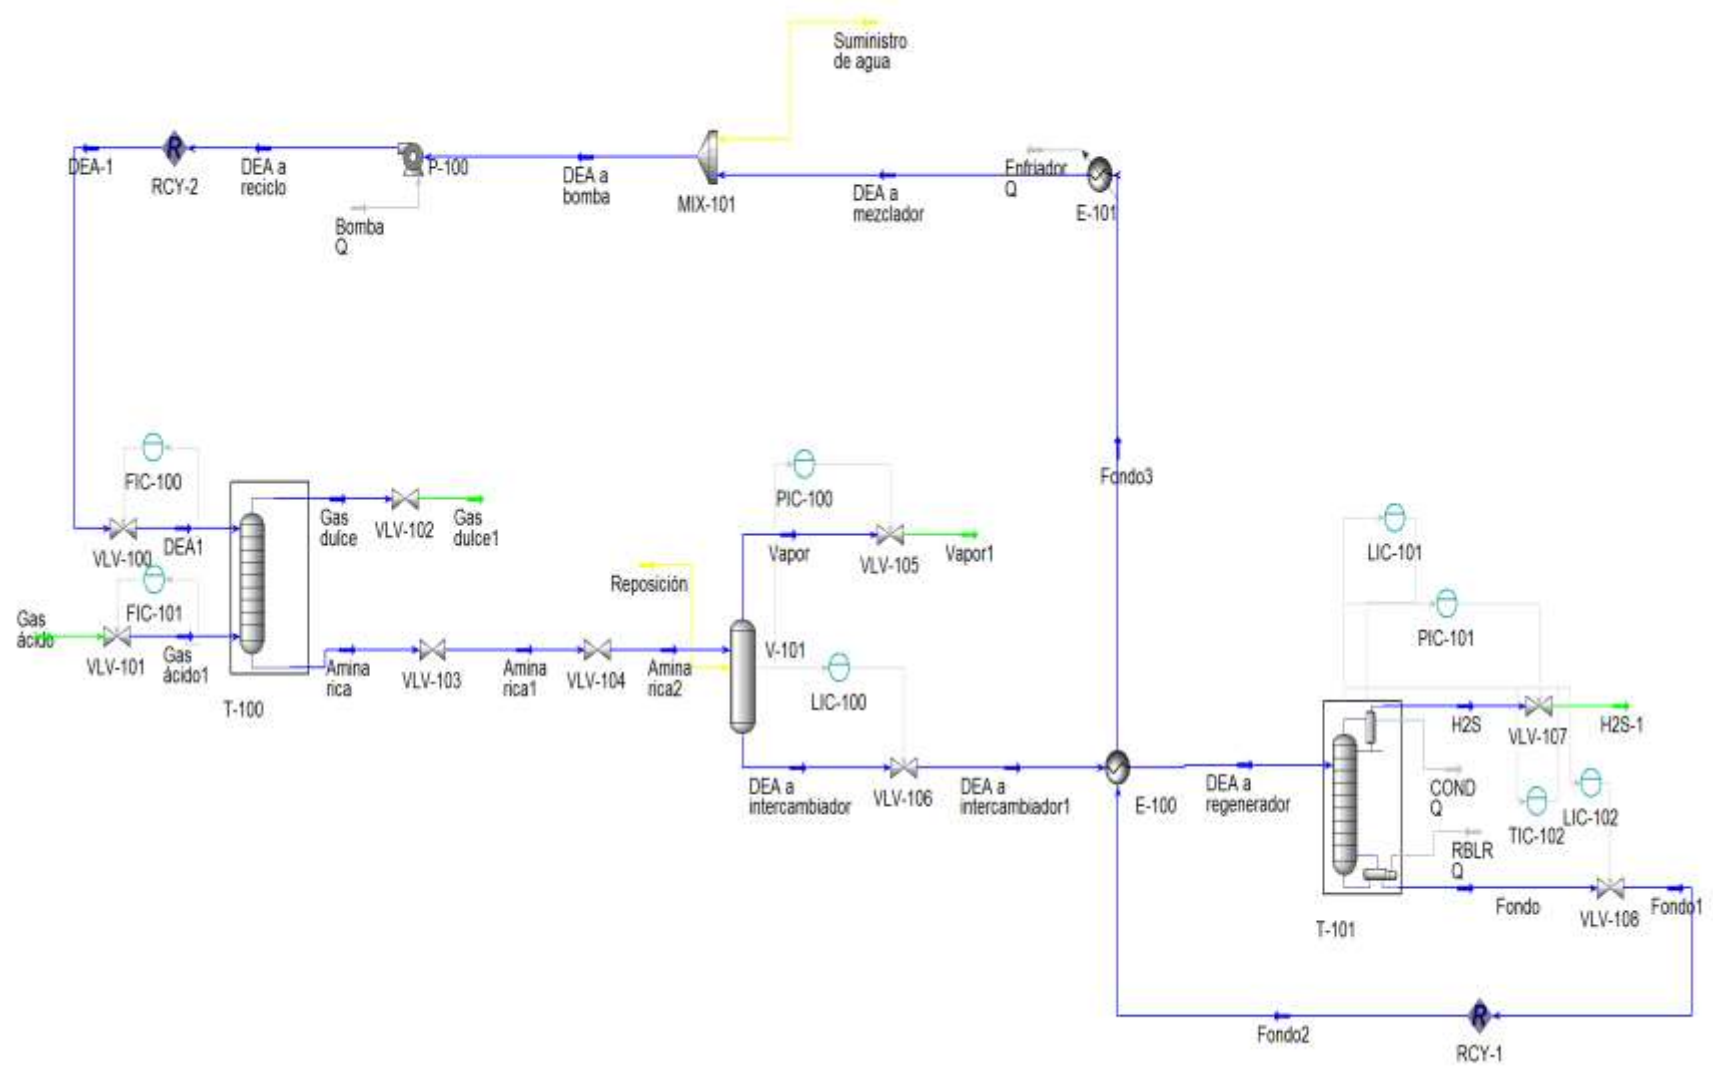 Suministro
de agua
DEA-1
R
RCY-2
DEA a
reciclo
P-100
Bomba
Q
DEA a
bomba
MIX-101
DEA a
mezclador
Enfriador
Q
E-101
Fondo3
FIC-100
VLV-100
DEA1
FIC-101
Gas
ácido
VLV-101
Gas
ácido1
T-100
Gas
dulce
VLV-102
Gas
dulce1
Amina
rica
VLV-103
Amina
rica1
VLV-104
Amina
rica2
Reposición
PIC-100
Vapor
VLV-105
Vapor1
V-101
LIC-100
DEA a
intercambiador
VLV-106
DEA a
intercambiador1
E-100
DEA a
regenerador
LIC-101
PIC-101
H2S
VLV-107
H2S-1
COND
Q
TIC-102
LIC-102
RBLR
Q
T-101
Fondo
VLV-108
Fondo1
Fondo2
R
RCY-1